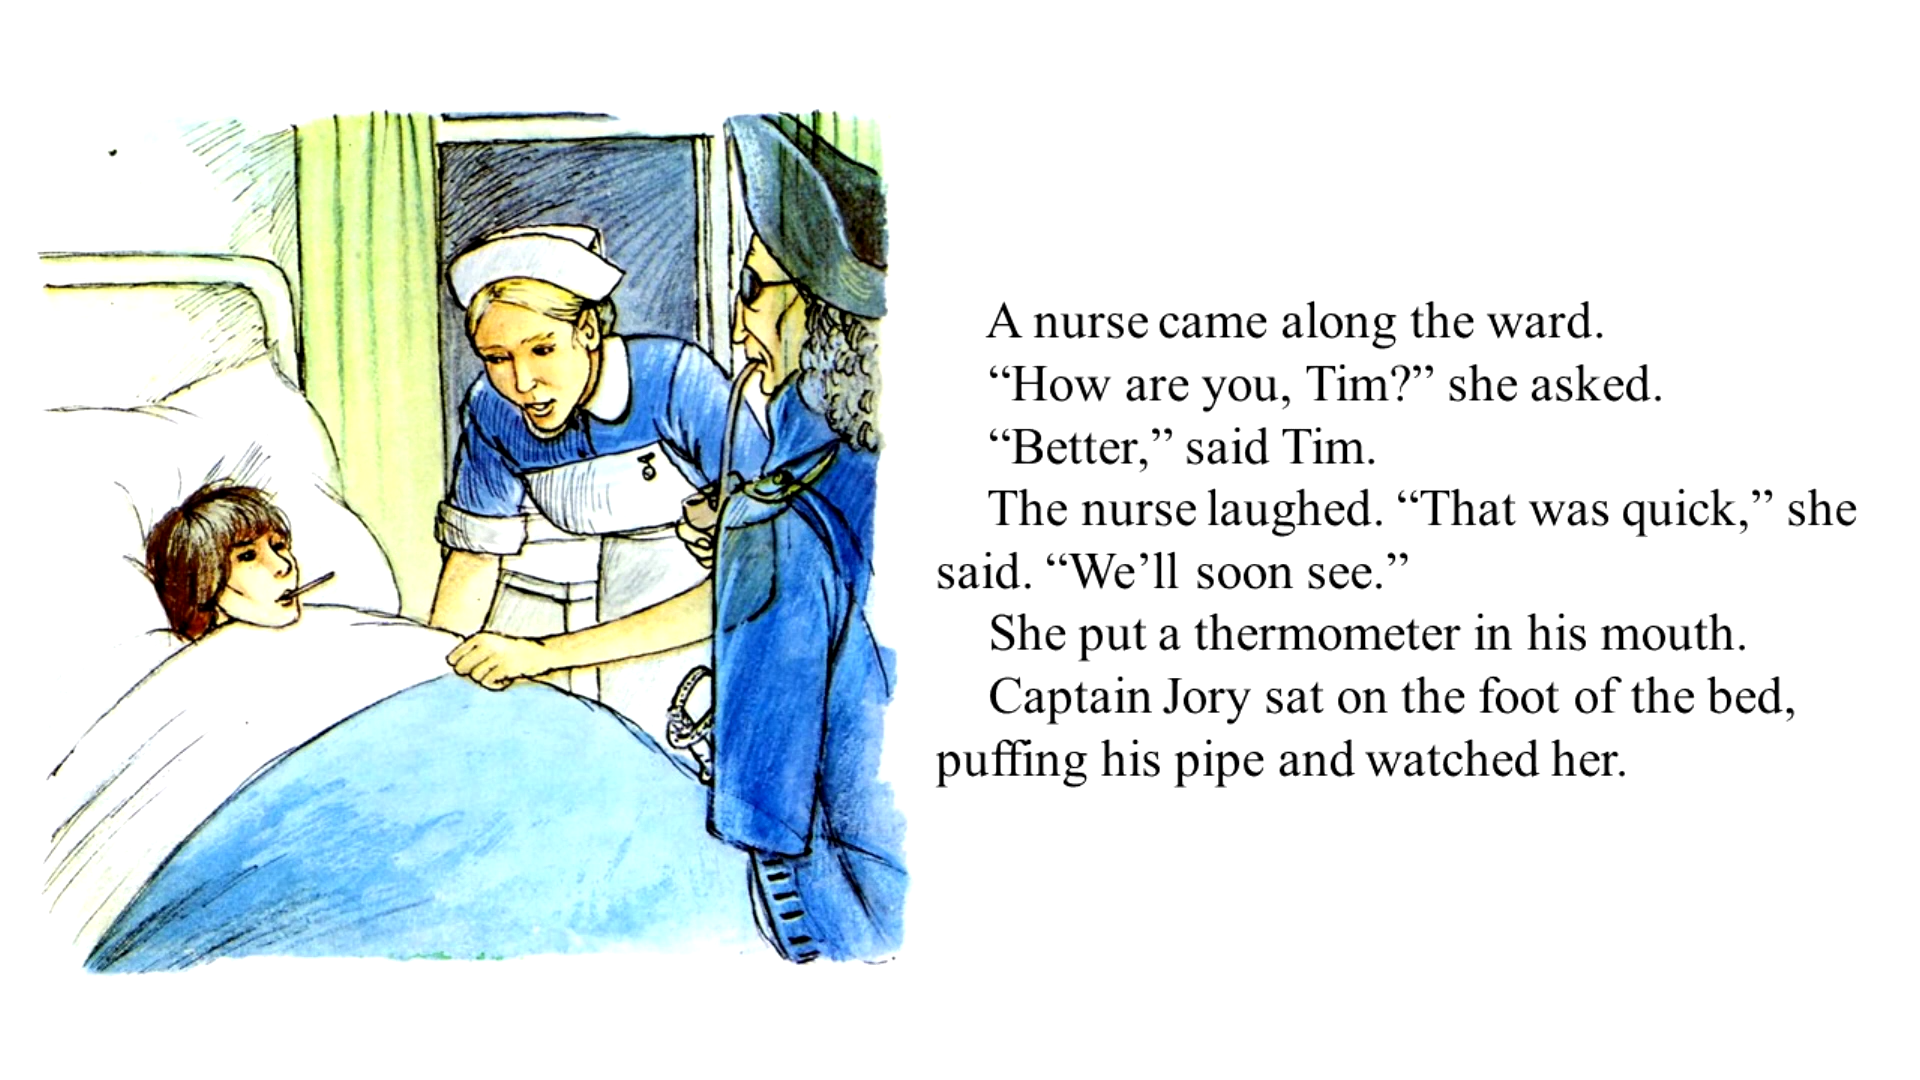 A nurse came along the ward.
“How are you, Tim?” she asked.
“Better,” said Tim.
The nurse laughed. “That was quick,” she
said. “We’ll soon see.”
She put a thermometer in his mouth.
Captain Jory sat on the foot of the bed,
puffing his pipe and watched her.